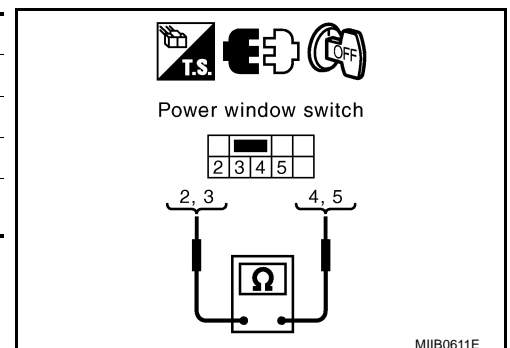 T.S.
OFF
Power window switch
2 3 4 5
2, 3
4, 5
Ω
MIIB0611E